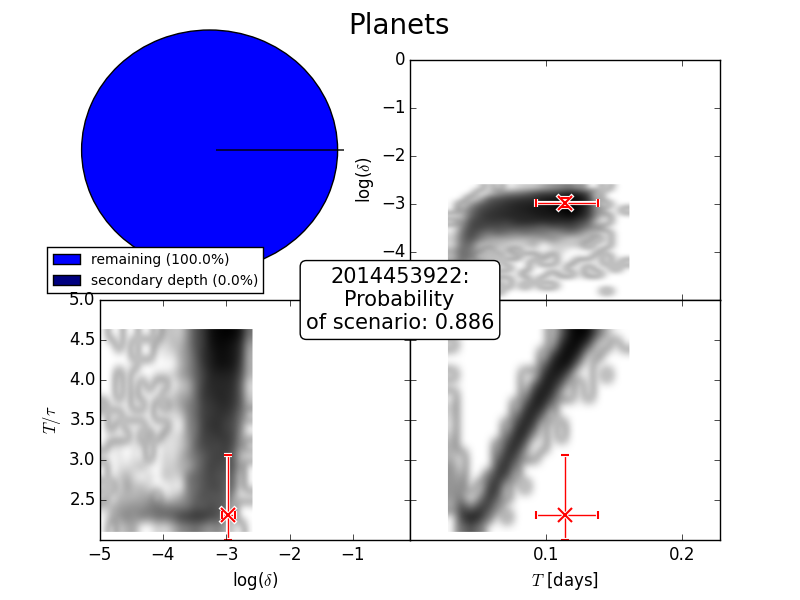 Planets
0
−1
−2
−3
−4
log(δ)
remaining (100.0%)
secondary depth (0.0%)
2014453922:
Probability
of scenario: 0.886
5.0
4.5
4.0
3.5
3.0
2.5
T/τ
−5 −4 −3 −2 −1
log(δ)
0.1 0.2
T [days]